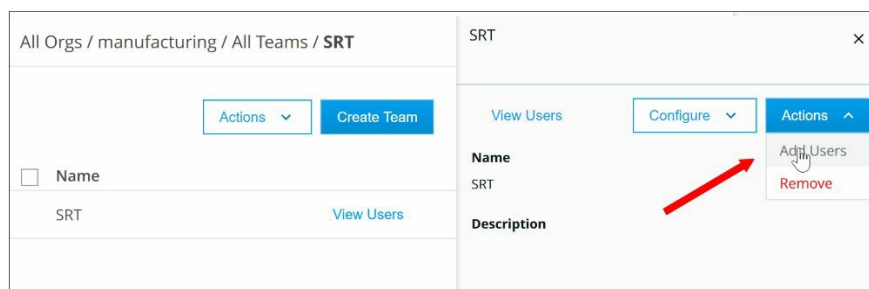 All Orgs / manufacturing / All Teams / SRT
Actions
Create Team
Name
SRT
View Users
SRT
View Users
Configure
Actions
Add Users
Remove
Name
SRT
Description